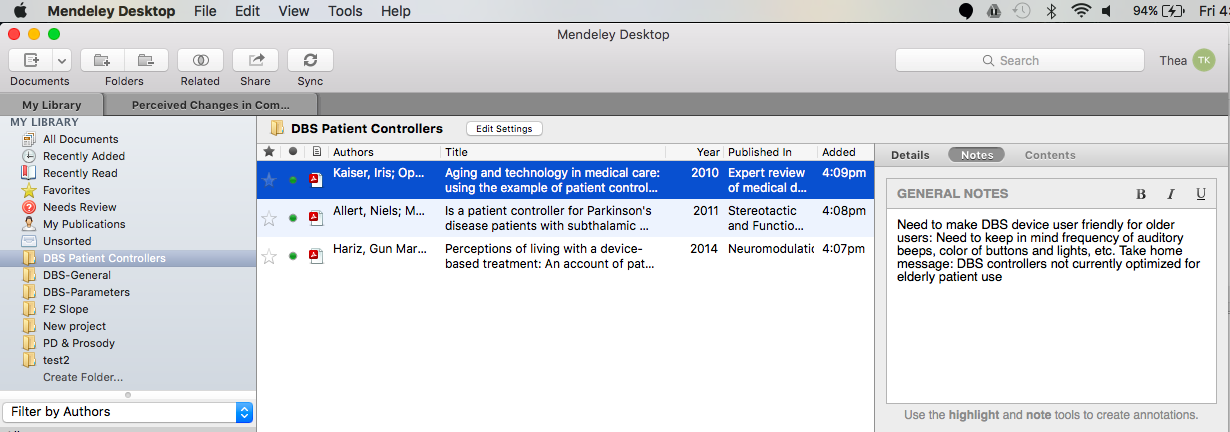 Mendeley Desktop File Edit View Tools Help 94% Fri 4:
Mendeley Desktop
Documents Folders Related Share Sync Search Thea TK
My Library Perceived Changes in Com...
MY LIBRARY
All Documents
Recently Added
Recently Read
Favorites
Needs Review
My Publications
Unsorted
DBS Patient Controllers
DBS-General
DBS-Parameters
F2 Slope
New project
PD & Prosody
test2
Create Folder...
Filter by Authors
DBS Patient Controllers Edit Settings
Authors Title Year Published In Added
Kaiser, Iris; Op... Aging and technology in medical care: 2010 Expert review 4:09pm
using the example of patient control... of medical d...
Allert, Niels; M... Is a patient controller for Parkinson's 2011 Stereotactic 4:08pm
disease patients with subthalamic ... and Functio...
Hariz, Gun Mar... Perceptions of living with a device- 2014 Neuromodulatic 4:07pm
based treatment: An account of pat...
Details Notes Contents
GENERAL NOTES B I U
Need to make DBS device user friendly for older
users: Need to keep in mind frequency of auditory
beeps, color of buttons and lights, etc. Take home
message: DBS controllers not currently optimized for
elderly patient use
Use the highlight and note tools to create annotations.